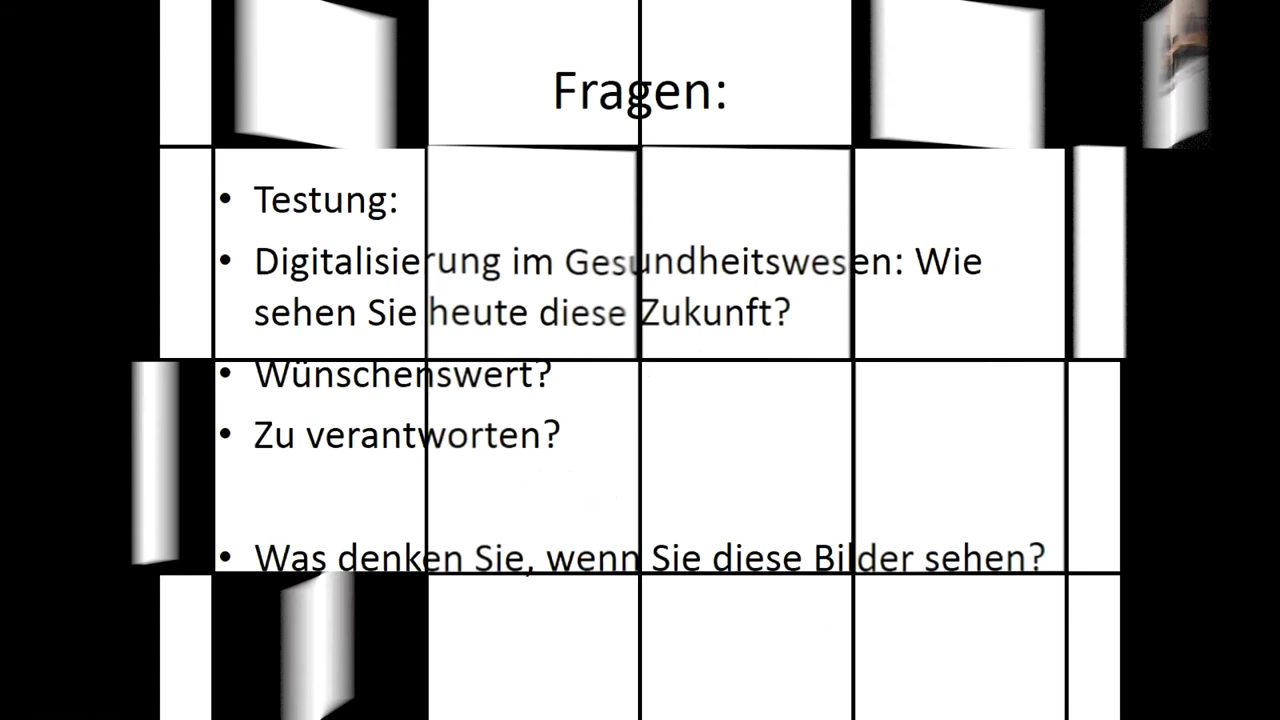 Fragen:
• Testung:
• Digitalisierung im Gesundheitswesen: Wie
sehen Sie heute diese Zukunft?
• Wünschenswert?
• Zu verantworten?
• Was denken Sie, wenn Sie diese Bilder sehen?